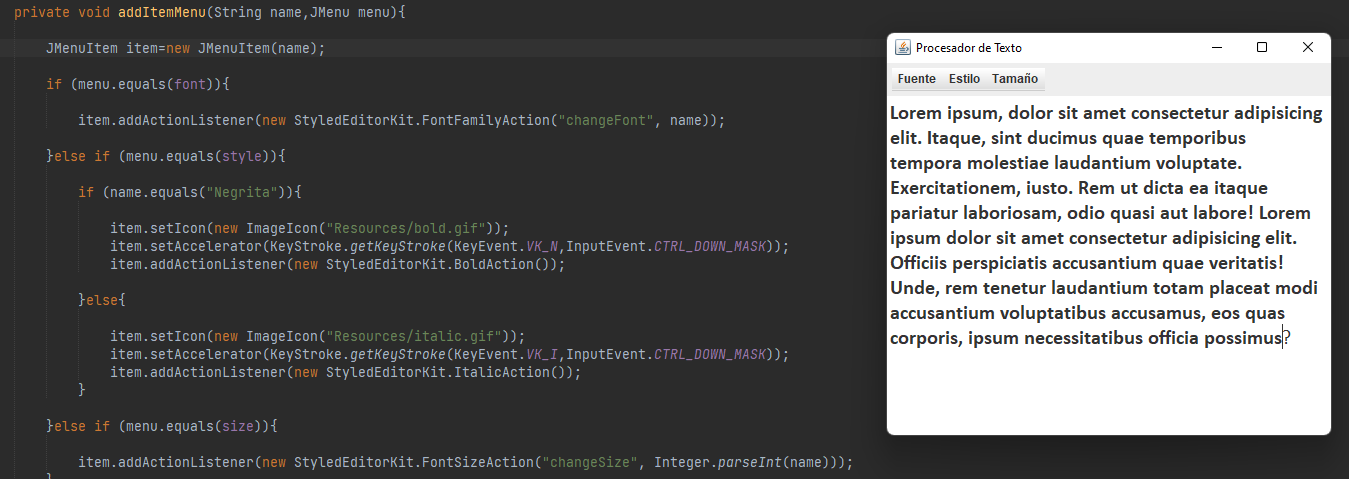 private void addItemMenu(String name,JMenu menu){
JMenuItem item=new JMenuItem(name);
if (menu.equals(font)){
item.addActionListener(new StyledEditorKit.FontFamilyAction("changeFont", name));
}else if (menu.equals(style)){
if (name.equals("Negrita")){
item.setIcon(new ImageIcon("Resources/bold.gif"));
item.setAccelerator(KeyStroke.getKeyStroke(KeyEvent.VK_N,InputEvent.CTRL_DOWN_MASK));
item.addActionListener(new StyledEditorKit.BoldAction());
}else{
item.setIcon(new ImageIcon("Resources/italic.gif"));
item.setAccelerator(KeyStroke.getKeyStroke(KeyEvent.VK_I,InputEvent.CTRL_DOWN_MASK));
item.addActionListener(new StyledEditorKit.ItalicAction());
}
}else if (menu.equals(size)){
item.addActionListener(new StyledEditorKit.FontSizeAction("changeSize", Integer.parseInt(name)));
Procesador de Texto
Fuente Estilo Tamaño
Lorem ipsum, dolor sit amet consectetur adipisicing
elit. Itaque, sint ducimus quae temporibus
tempora molestiae laudantium voluptate.
Exercitationem, iusto. Rem ut dicta ea itaque
pariatur laboriosam, odio quasi aut labore! Lorem
ipsum dolor sit amet consectetur adipisicing elit.
Officiis perspiciatis accusantium quae veritatis!
Unde, rem tenetur laudantium totam placeat modi
accusantium voluptatibus accusamus, eos quas
corporis, ipsum necessitatibus officia possimus?